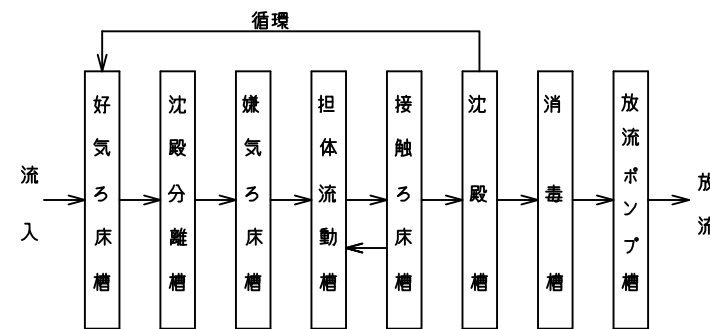 循環
流入
好気ろ床槽
沈殿分離槽
嫌気ろ床槽
担体流動槽
接触ろ床槽
沈殿槽
消毒槽
放流ポンプ槽
放流